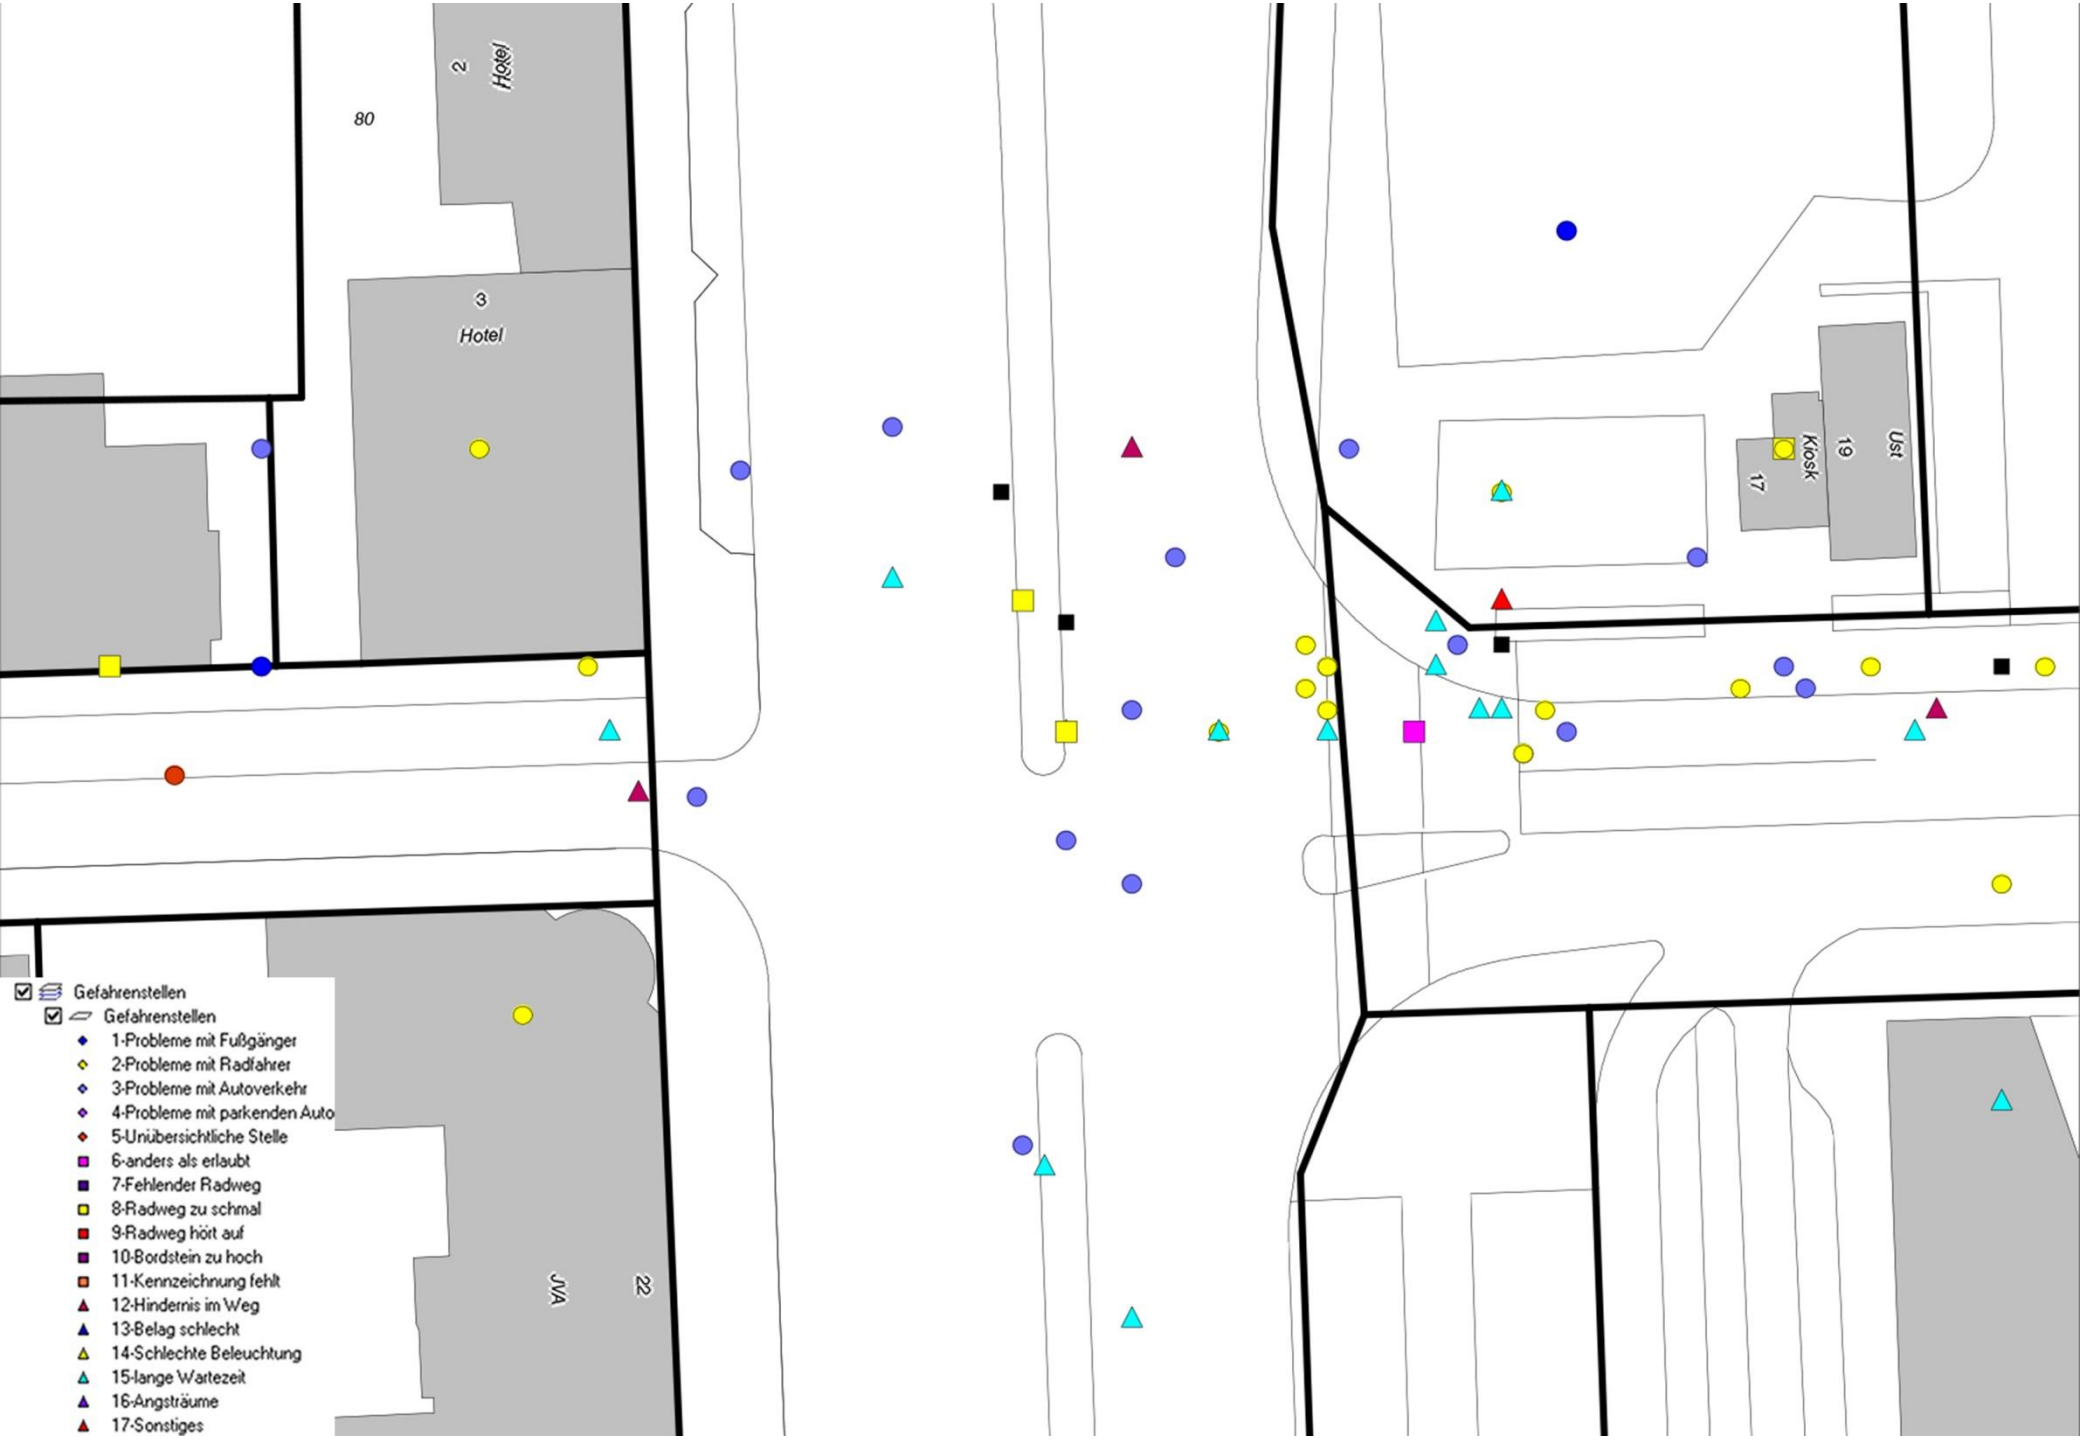 2
Hotel
80
3
Hotel
Kiosk
17
19
Ust
JVA
22
Gefahrenstellen
Gefahrenstellen
1-Probleme mit Fußgänger
2-Probleme mit Radfahrer
3-Probleme mit Autoverkehr
4-Probleme mit parkenden Auto
5-Unübersichtliche Stelle
6-anders als erlaubt
7-Fehlender Radweg
8-Radweg zu schmal
9-Radweg hört auf
10-Bordstein zu hoch
11-Kennzeichnung fehlt
12-Hindernis im Weg
13-Belag schlecht
14-Schlechte Beleuchtung
15-lange Wartezeit
16-Angsträume
17-Sonstiges